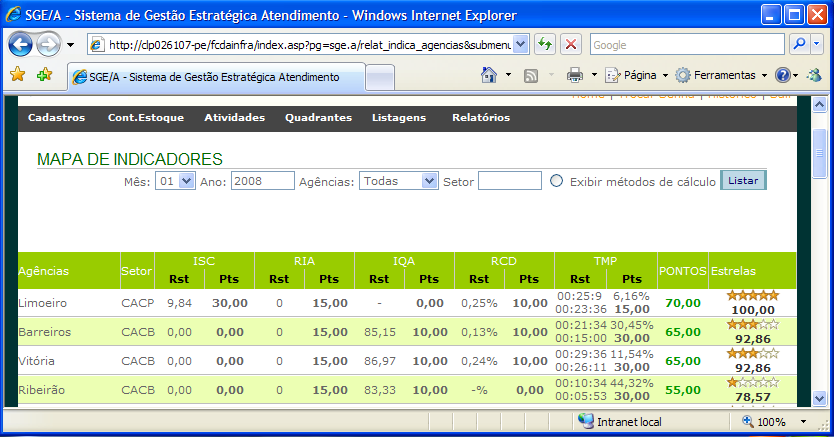 SGE/A - Sistema de Gestão Estratégica Atendimento - Windows Internet Explorer
http://clp026107-pe/fcdainfra/index.asp?pg=sge.a/relat_indica_agencias&submenu
Google
SGE/A - Sistema de Gestão Estratégica Atendimento
Página Ferramentas
Cadastros Cont.Estoque Atividades Quadrantes Listagens Relatórios
MAPA DE INDICADORES
Mês: 01 Ano: 2008 Agências: Todas Setor Exibir métodos de cálculo Listar
ISC RIA IQA RCD TMP
Agências Setor PONTOS Estrelas
Rst Pts Rst Pts Rst Pts Rst Pts Rst Pts
00:25:9 6,16%
Limoeiro CACP 9,84 30,00 0 15,00 - 0,00 0,25% 10,00 70,00
00:23:36 15,00 100,00
00:21:34 30,45%
Barreiros CACB 0,00 0,00 0 15,00 85,15 10,00 0,13% 10,00 65,00
00:15:00 30,00 92,86
00:29:36 11,54%
Vitória CACB 0,00 0,00 0 15,00 86,97 10,00 0,24% 10,00 65,00
00:26:11 30,00 92,86
00:10:34 44,32%
Ribeirão CACB 0,00 0,00 0 15,00 83,33 10,00 -% 0,00 55,00
00:05:53 30,00 78,57
Intranet local 100%